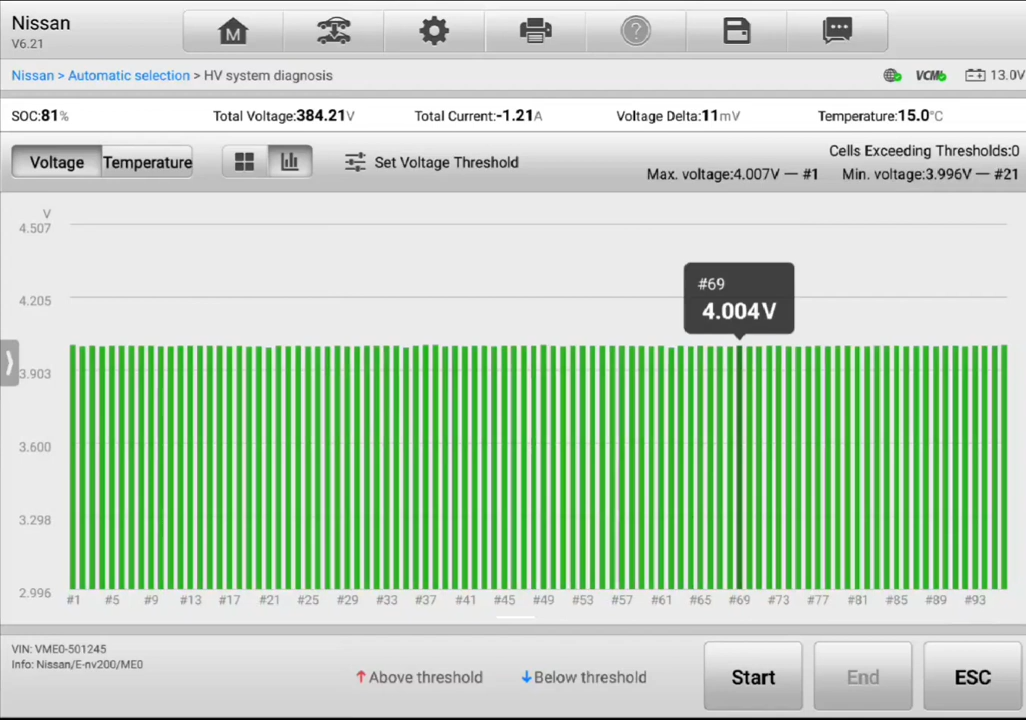 Nissan
V6.21
M
?
Nissan > Automatic selection > HV system diagnosis
VCMI
13.0V
SOC:81%
Total Voltage:384.21V
Total Current:-1.21A
Voltage Delta:11mV
Temperature:15.0°C
Voltage
Temperature
Set Voltage Threshold
Cells Exceeding Thresholds:0
Max. voltage:4.007V — #1
Min. voltage:3.996V — #21
V
4.507
4.205
3.903
3.600
3.298
2.996
#69
4.004V
#1 #5 #9 #13 #17 #21 #25 #29 #33 #37 #41 #45 #49 #53 #57 #61 #65 #69 #73 #77 #81 #85 #89 #93
VIN: VME0-501245
Info: Nissan/E-nv200/ME0
↑Above threshold
↓Below threshold
Start
End
ESC